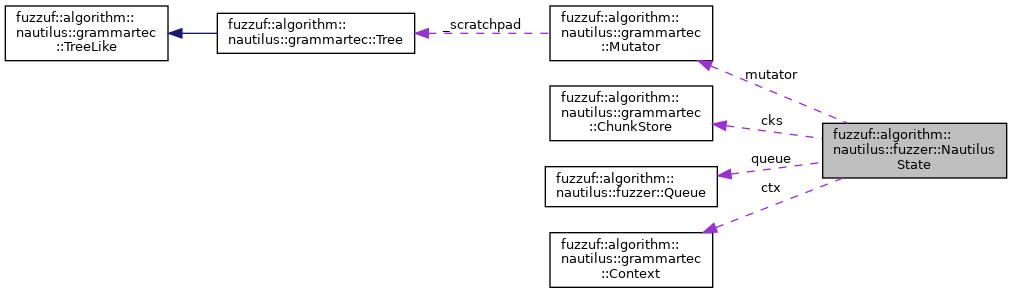 fuzzuf::algorithm::
nautilus::grammartec
::TreeLike
fuzzuf::algorithm::
nautilus::grammartec::Tree
_scratchpad
fuzzuf::algorithm::
nautilus::grammartec
::Mutator
mutator
fuzzuf::algorithm::
nautilus::grammartec
::ChunkStore
cks
fuzzuf::algorithm::
nautilus::fuzzer::Nautilus
State
queue
fuzzuf::algorithm::
nautilus::fuzzer::Queue
ctx
fuzzuf::algorithm::
nautilus::grammartec
::Context